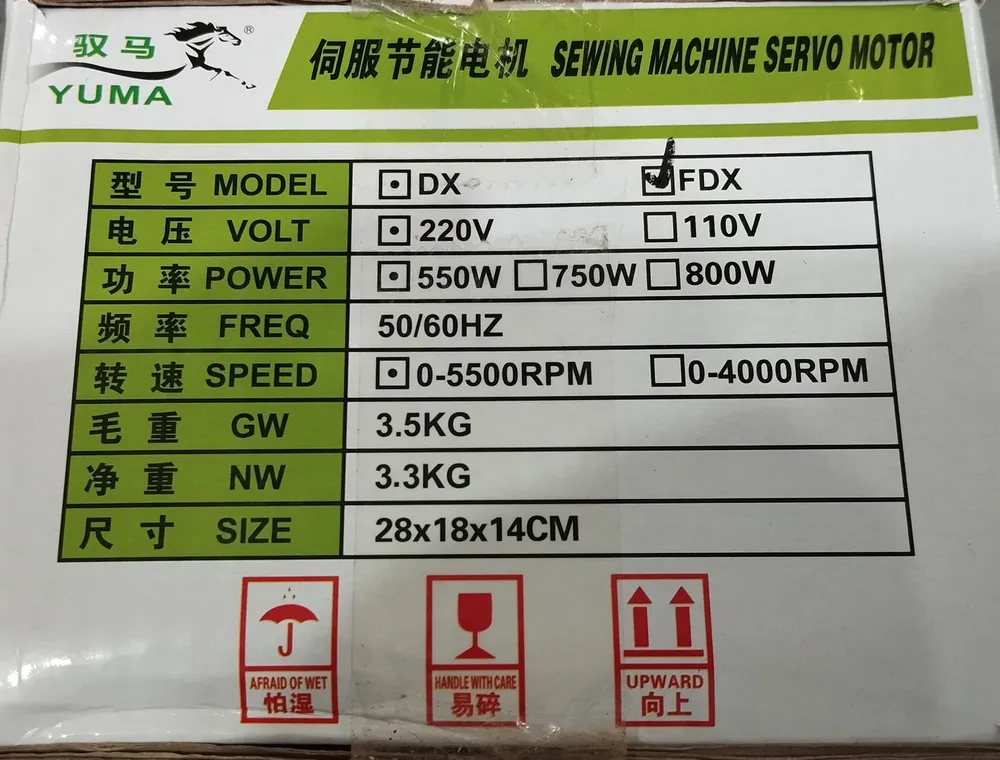 驭马 ®
YUMA
伺服节能电机 SEWING MACHINE SERVO MOTOR
型号 MODEL ⊡DX ☑FDX
电压 VOLT ⊡220V □110V
功率 POWER ⊡550W □750W □800W
频率 FREQ 50/60HZ
转速 SPEED ⊡0-5500RPM □0-4000RPM
毛重 GW 3.5KG
净重 NW 3.3KG
尺寸 SIZE 28x18x14CM
AFRAID OF WET
怕湿
HANDLE WITH CARE
易碎
UPWARD
向上